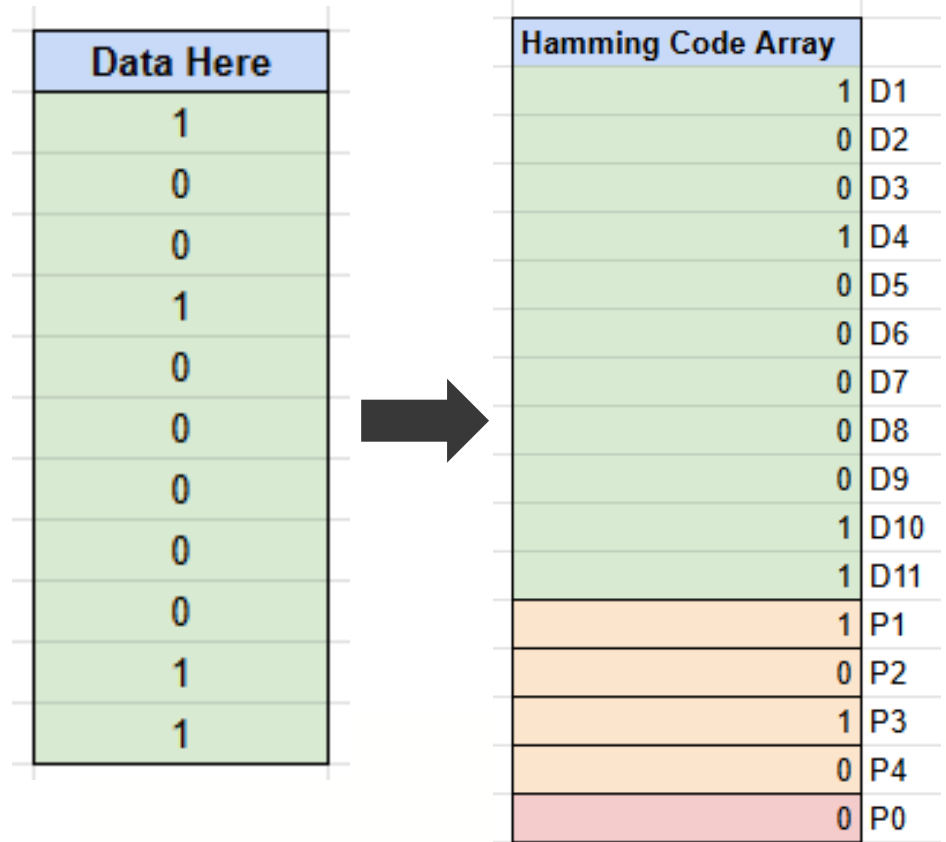 Data Here
1
0
0
1
0
0
0
0
0
1
1
Hamming Code Array
1 D1
0 D2
0 D3
1 D4
0 D5
0 D6
0 D7
0 D8
0 D9
1 D10
1 D11
1 P1
0 P2
1 P3
0 P4
0 P0